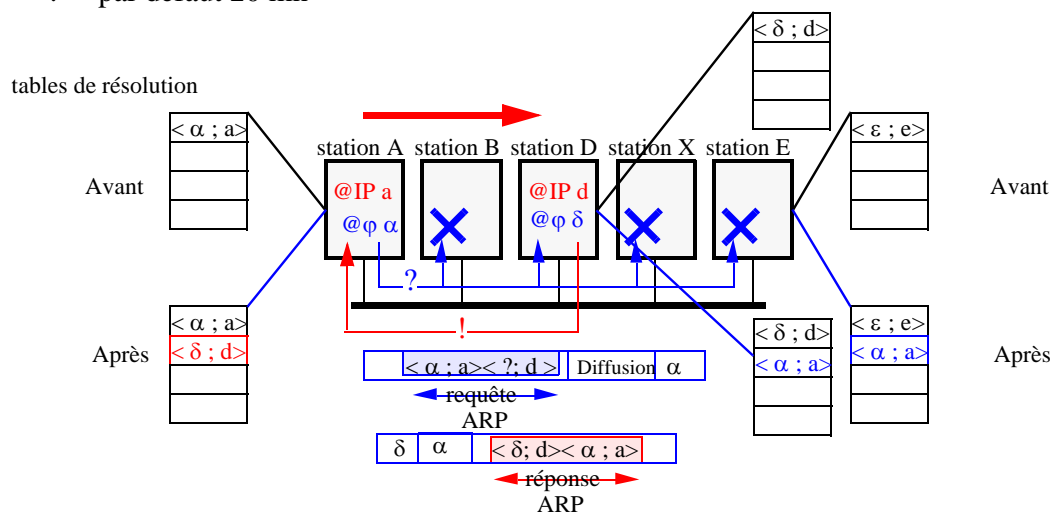 par défaut 20 mn
< δ ; d>
tables de résolution
< α ; a>
< ε ; e>
station A station B station D station X station E
Avant
@IP a
@φ α
@IP d
@φ δ
Avant
?
< α ; a>
< δ ; d>
Après
!
< δ ; d>
< α ; a>
< ε ; e>
< α ; a>
Après
< α ; a>< ?; d > Diffusion α
requête
ARP
δ α < δ; d>< α ; a>
réponse
ARP